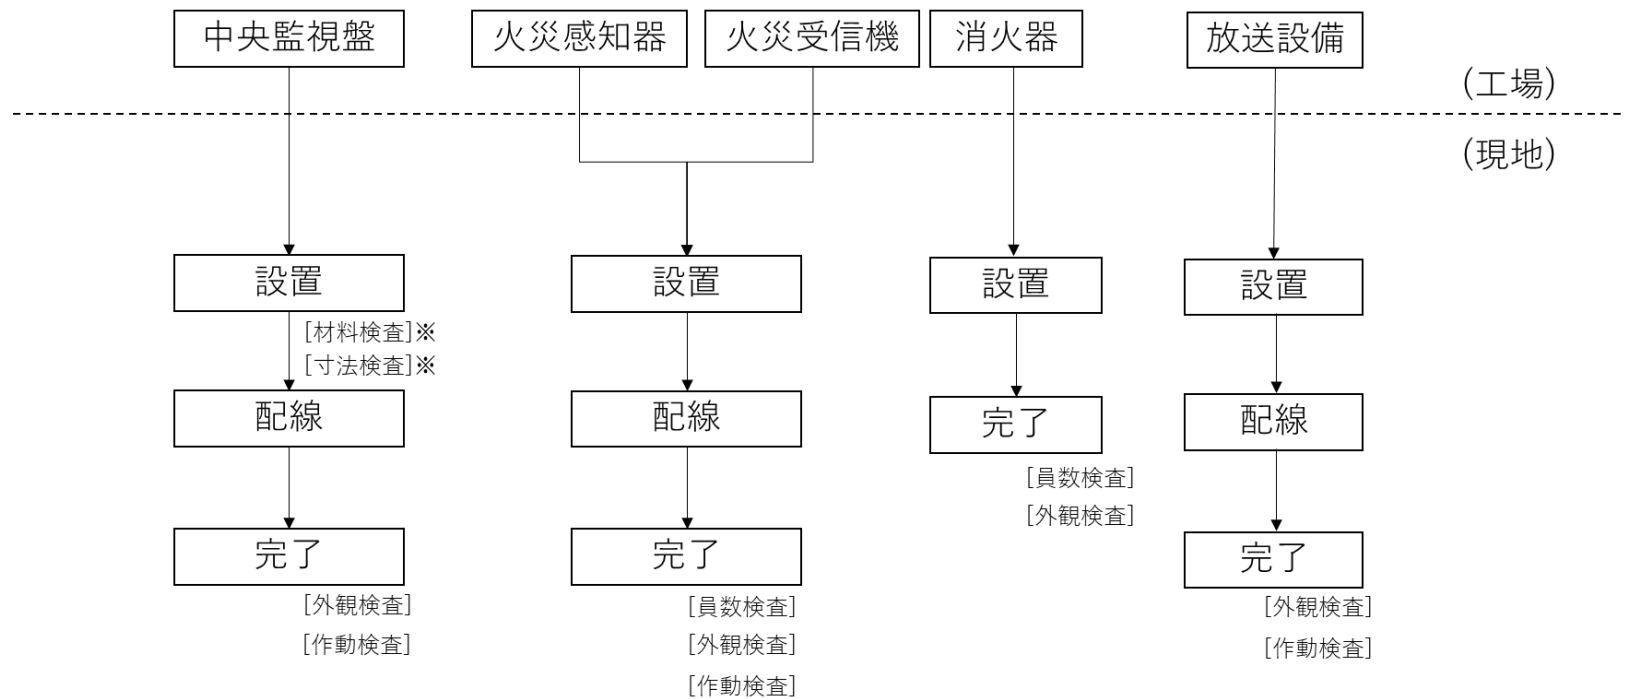 中央監視盤
火災感知器
火災受信機
消火器
放送設備
(工場)
(現地)
設置
設置
設置
設置
[材料検査]※
[寸法検査]※
配線
配線
完了
配線
[員数検査]
[外観検査]
完了
完了
完了
[外観検査]
[作動検査]
[員数検査]
[外観検査]
[作動検査]
[外観検査]
[作動検査]